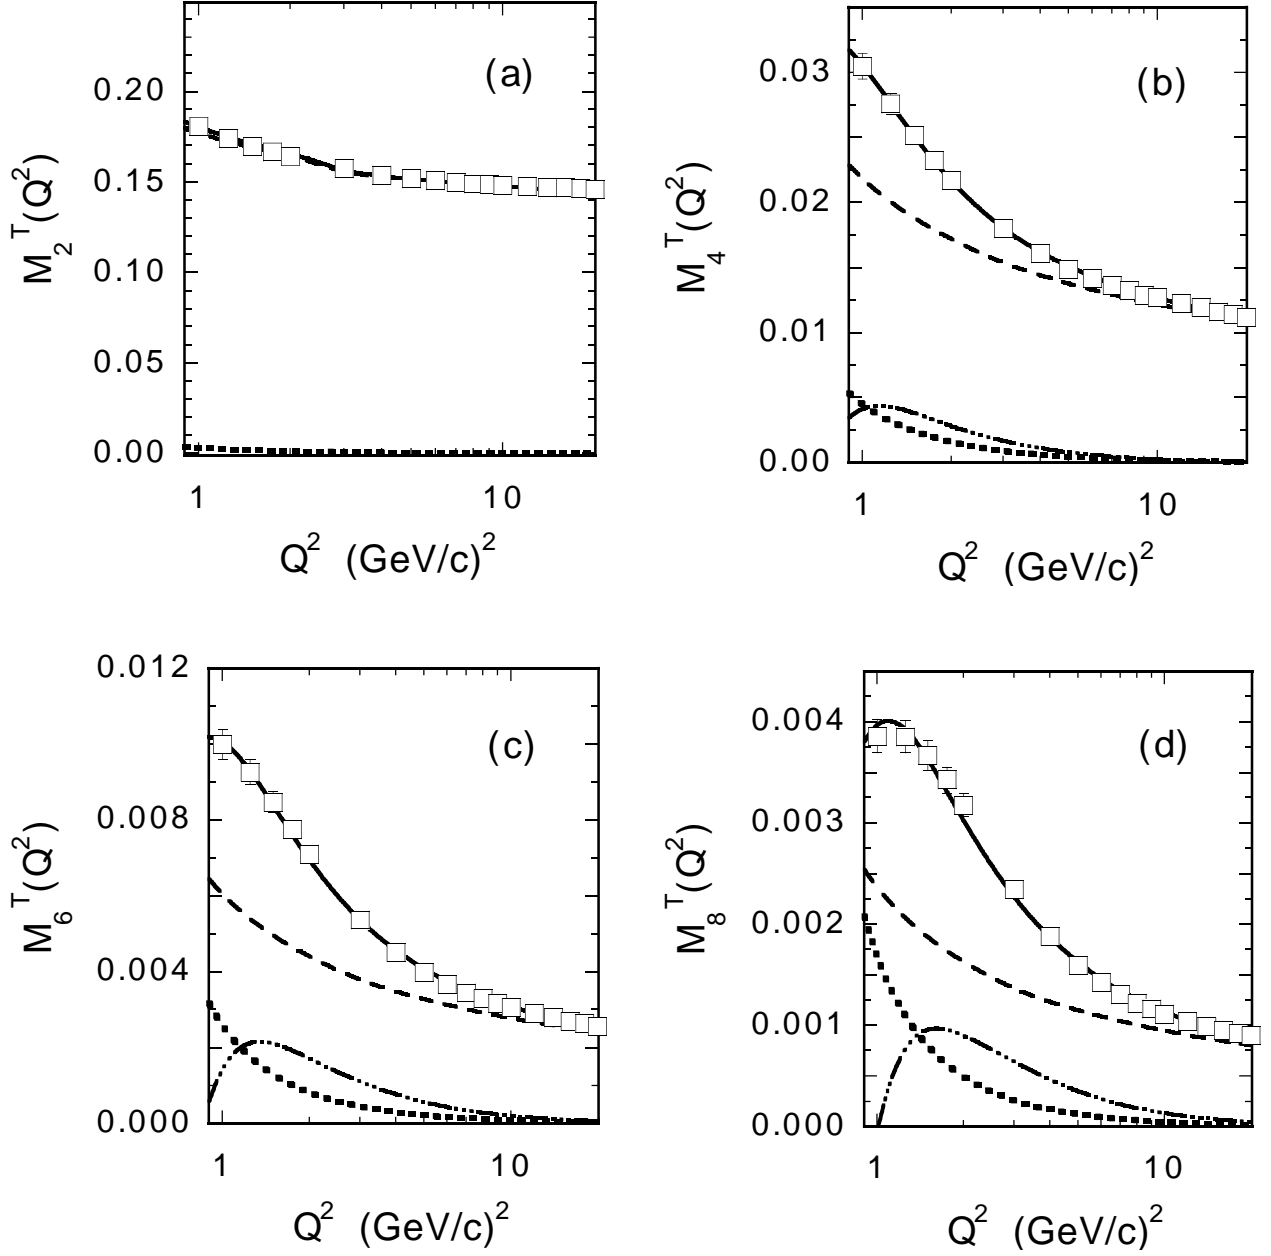 (a)
0.20
0.15
0.10
0.05
0.00
M₂ᵀ(Q²)
1 10
Q² (GeV/c)²
(b)
0.03
0.02
0.01
0.00
M₄ᵀ(Q²)
1 10
Q² (GeV/c)²
(c)
0.012
0.008
0.004
0.000
M₆ᵀ(Q²)
1 10
Q² (GeV/c)²
(d)
0.004
0.003
0.002
0.001
0.000
M₈ᵀ(Q²)
1 10
Q² (GeV/c)²